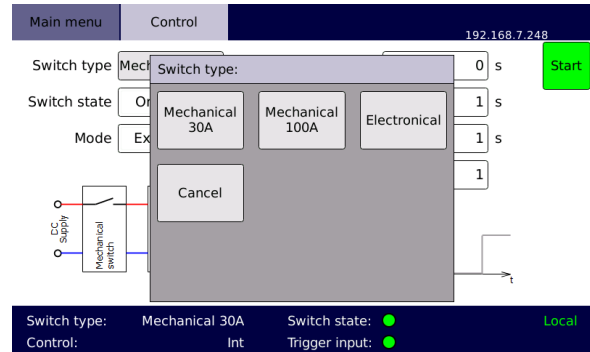 Main menu
Control
192.168.7.248
Switch type
Mech
Switch type:
0 s
Start
Switch state
Mechanical
30A
Mechanical
100A
Electronical
1 s
Mode
Ex
1 s
Cancel
1
DC
Supply
Mechanical
switch
t
Switch type: Mechanical 30A Switch state: Local
Control: Int Trigger input: